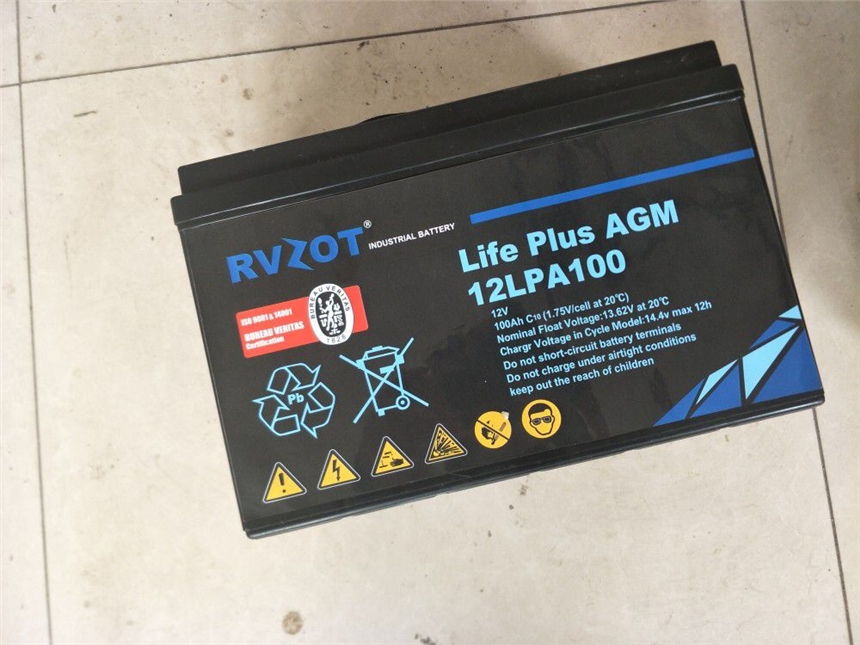 RVZOT® INDUSTRIAL BATTERY
ISO 9001 & 14001
BUREAU VERITAS
Certification
BUREAU VERITAS
1828
Pb
Life Plus AGM
12LPA100
12V
100Ah C10 (1.75V/cell at 20℃)
Nominal Float Voltage:13.62V at 20℃
Chargr Voltage in Cycle Model:14.4v max 12h
Do not short-circuit battery terminals
Do not charge under airtight conditions
keep out the reach of children